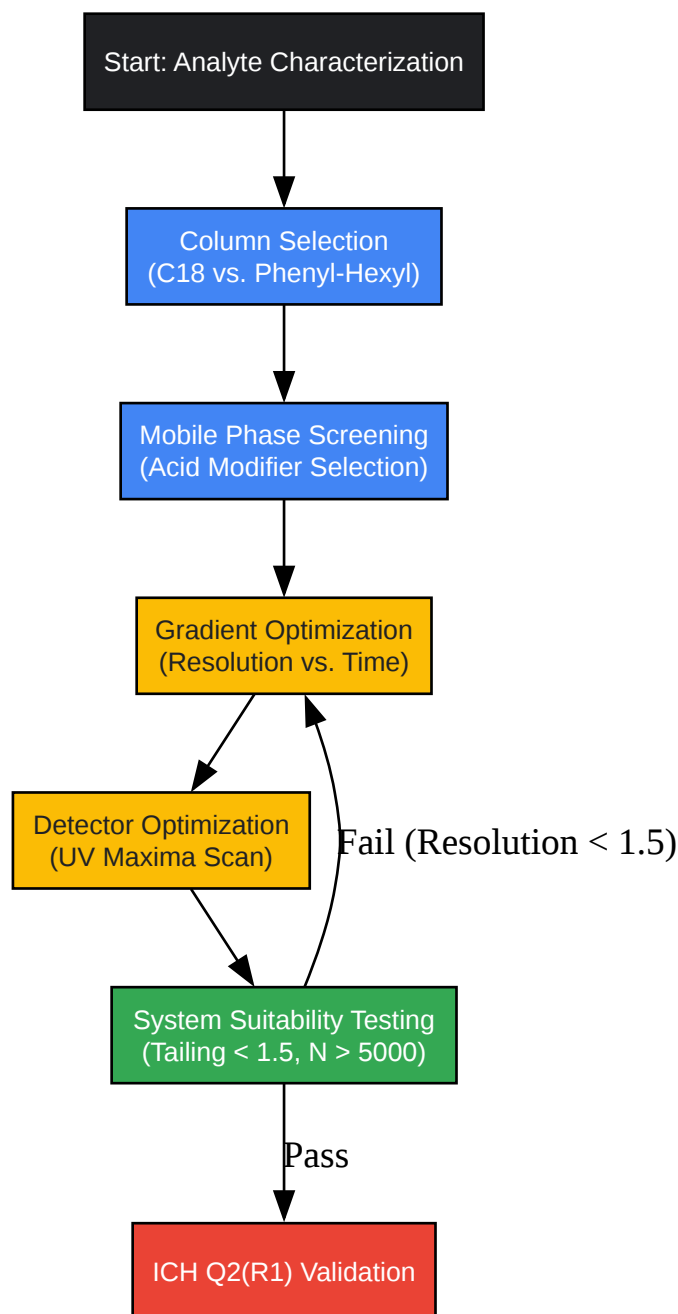 Start: Analyte Characterization
Column Selection
(C18 vs. Phenyl-Hexyl)
Mobile Phase Screening
(Acid Modifier Selection)
Gradient Optimization
(Resolution vs. Time)
Detector Optimization
(UV Maxima Scan)
Fail (Resolution < 1.5)
System Suitability Testing
(Tailing < 1.5, N > 5000)
Pass
ICH Q2(R1) Validation